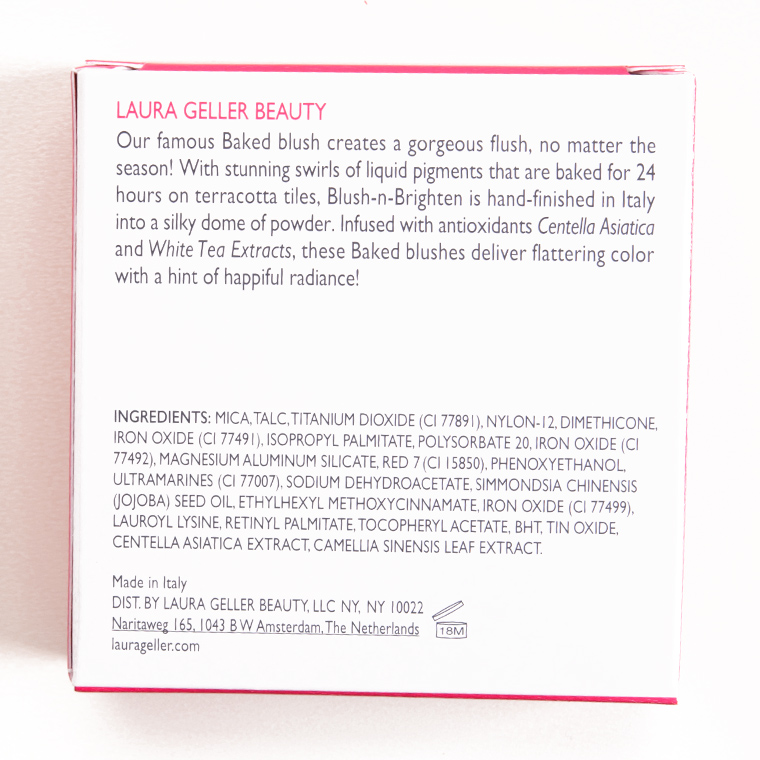 LAURA GELLER BEAUTY
Our famous Baked blush creates a gorgeous flush, no matter the
season! With stunning swirls of liquid pigments that are baked for 24
hours on terracotta tiles, Blush-n-Brighten is hand-finished in Italy
into a silky dome of powder. Infused with antioxidants Centella Asiatica
and White Tea Extracts, these Baked blushes deliver flattering color
with a hint of happiful radiance!
INGREDIENTS: MICA, TALC, TITANIUM DIOXIDE (CI 77891), NYLON-12, DIMETHICONE,
IRON OXIDE (CI 77491), ISOPROPYL PALMITATE, POLYSORBATE 20, IRON OXIDE (CI
77492), MAGNESIUM ALUMINUM SILICATE, RED 7 (CI 15850), PHENOXYETHANOL,
ULTRAMARINES (CI 77007), SODIUM DEHYDROACETATE, SIMMONDSIA CHINENSIS
(JOJOBA) SEED OIL, ETHYLHEXYL METHOXYCINNAMATE, IRON OXIDE (CI 77499),
LAUROYL LYSINE, RETINYL PALMITATE, TOCOPHERYL ACETATE, BHT, TIN OXIDE,
CENTELLA ASIATICA EXTRACT, CAMELLIA SINENSIS LEAF EXTRACT.
Made in Italy
DIST. BY LAURA GELLER BEAUTY, LLC NY, NY 10022
Naritaweg 165, 1043 BW Amsterdam, The Netherlands
18M
laurageller.com